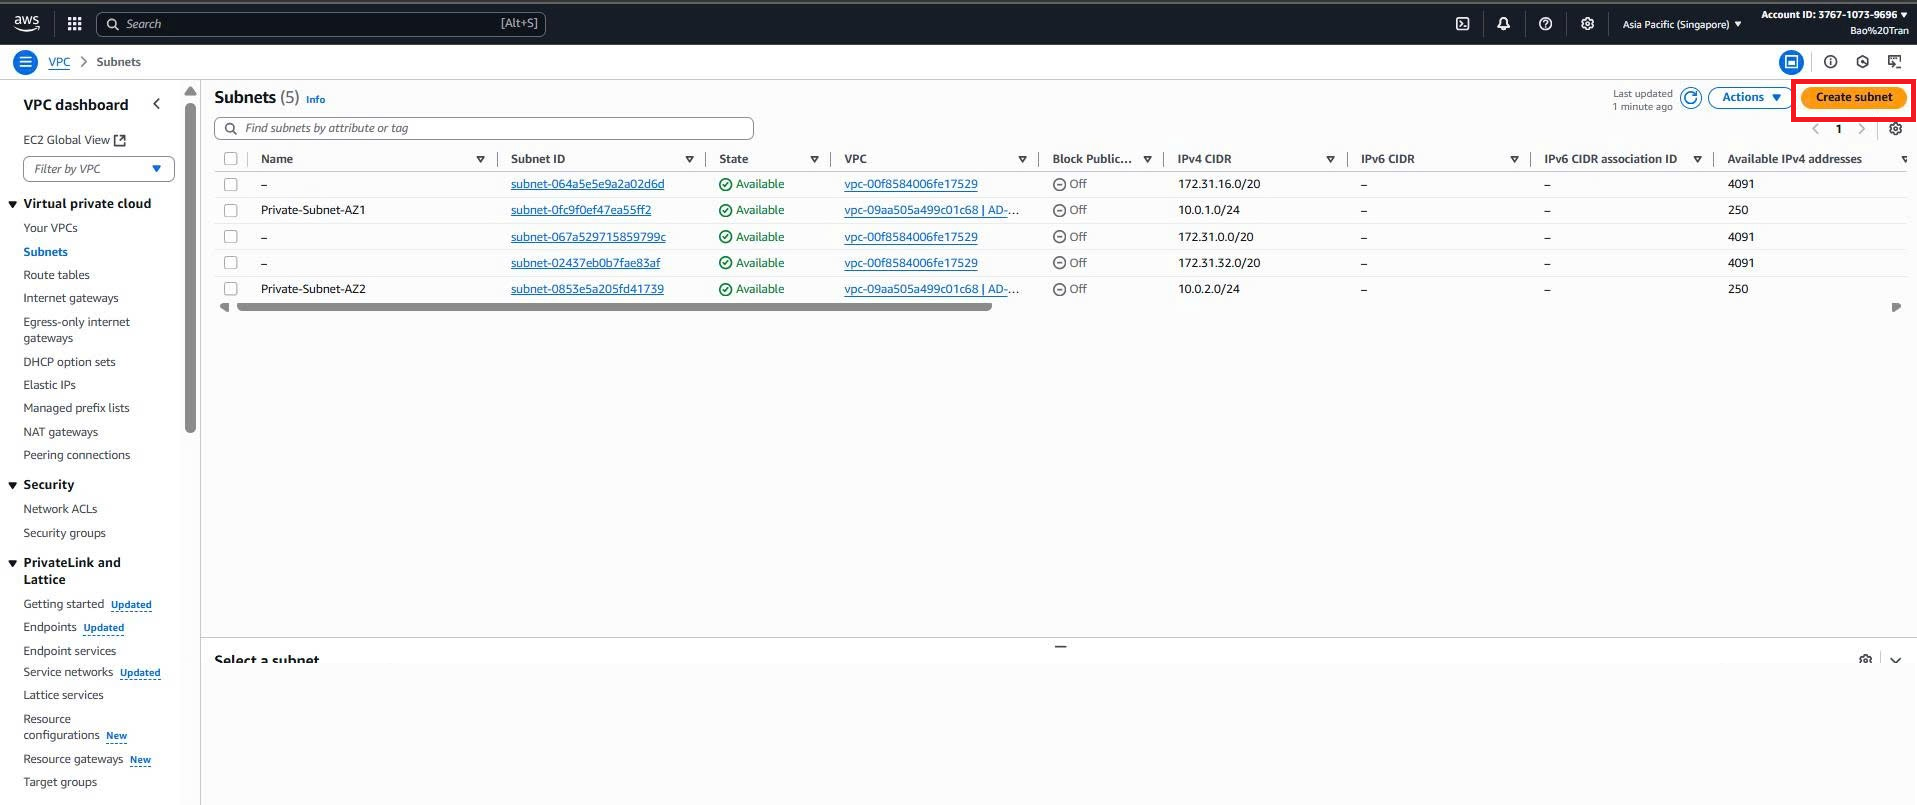 aws
Search [Alt+S]
Asia Pacific (Singapore)
Account ID: 3767-1073-9696
Bao%20Tran
VPC > Subnets
VPC dashboard
EC2 Global View
Filter by VPC
Virtual private cloud
Your VPCs
Subnets
Route tables
Internet gateways
Egress-only internet
gateways
DHCP option sets
Elastic IPs
Managed prefix lists
NAT gateways
Peering connections
Security
Network ACLs
Security groups
PrivateLink and
Lattice
Getting started Updated
Endpoints Updated
Endpoint services
Service networks Updated
Lattice services
Resource
configurations New
Resource gateways New
Target groups
Subnets (5) Info
Last updated
1 minute ago
Actions
Create subnet
Find subnets by attribute or tag
1
Name Subnet ID State VPC Block Public... IPv4 CIDR IPv6 CIDR IPv6 CIDR association ID Available IPv4 addresses
– subnet-064a5e5e9a2a02d6d Available vpc-00f8584006fe17529 Off 172.31.16.0/20 – – 4091
Private-Subnet-AZ1 subnet-0fc9f0ef47ea55ff2 Available vpc-09aa505a499c01c68 | AD-... Off 10.0.1.0/24 – – 250
– subnet-067a529715859799c Available vpc-00f8584006fe17529 Off 172.31.0.0/20 – – 4091
– subnet-02437eb0b7fae83af Available vpc-00f8584006fe17529 Off 172.31.32.0/20 – – 4091
Private-Subnet-AZ2 subnet-0853e5a205fd41739 Available vpc-09aa505a499c01c68 | AD-... Off 10.0.2.0/24 – – 250
Select a subnet